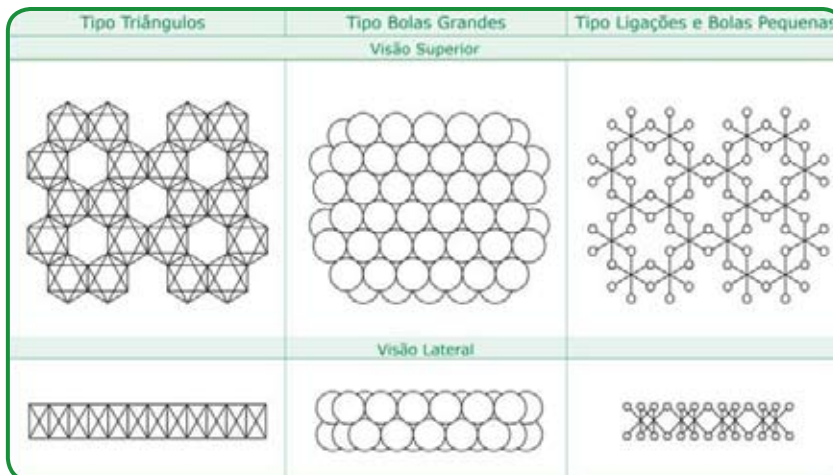 Tipo Triângulos
Tipo Bolas Grandes
Tipo Ligações e Bolas Pequenas
Visão Superior
Visão Lateral